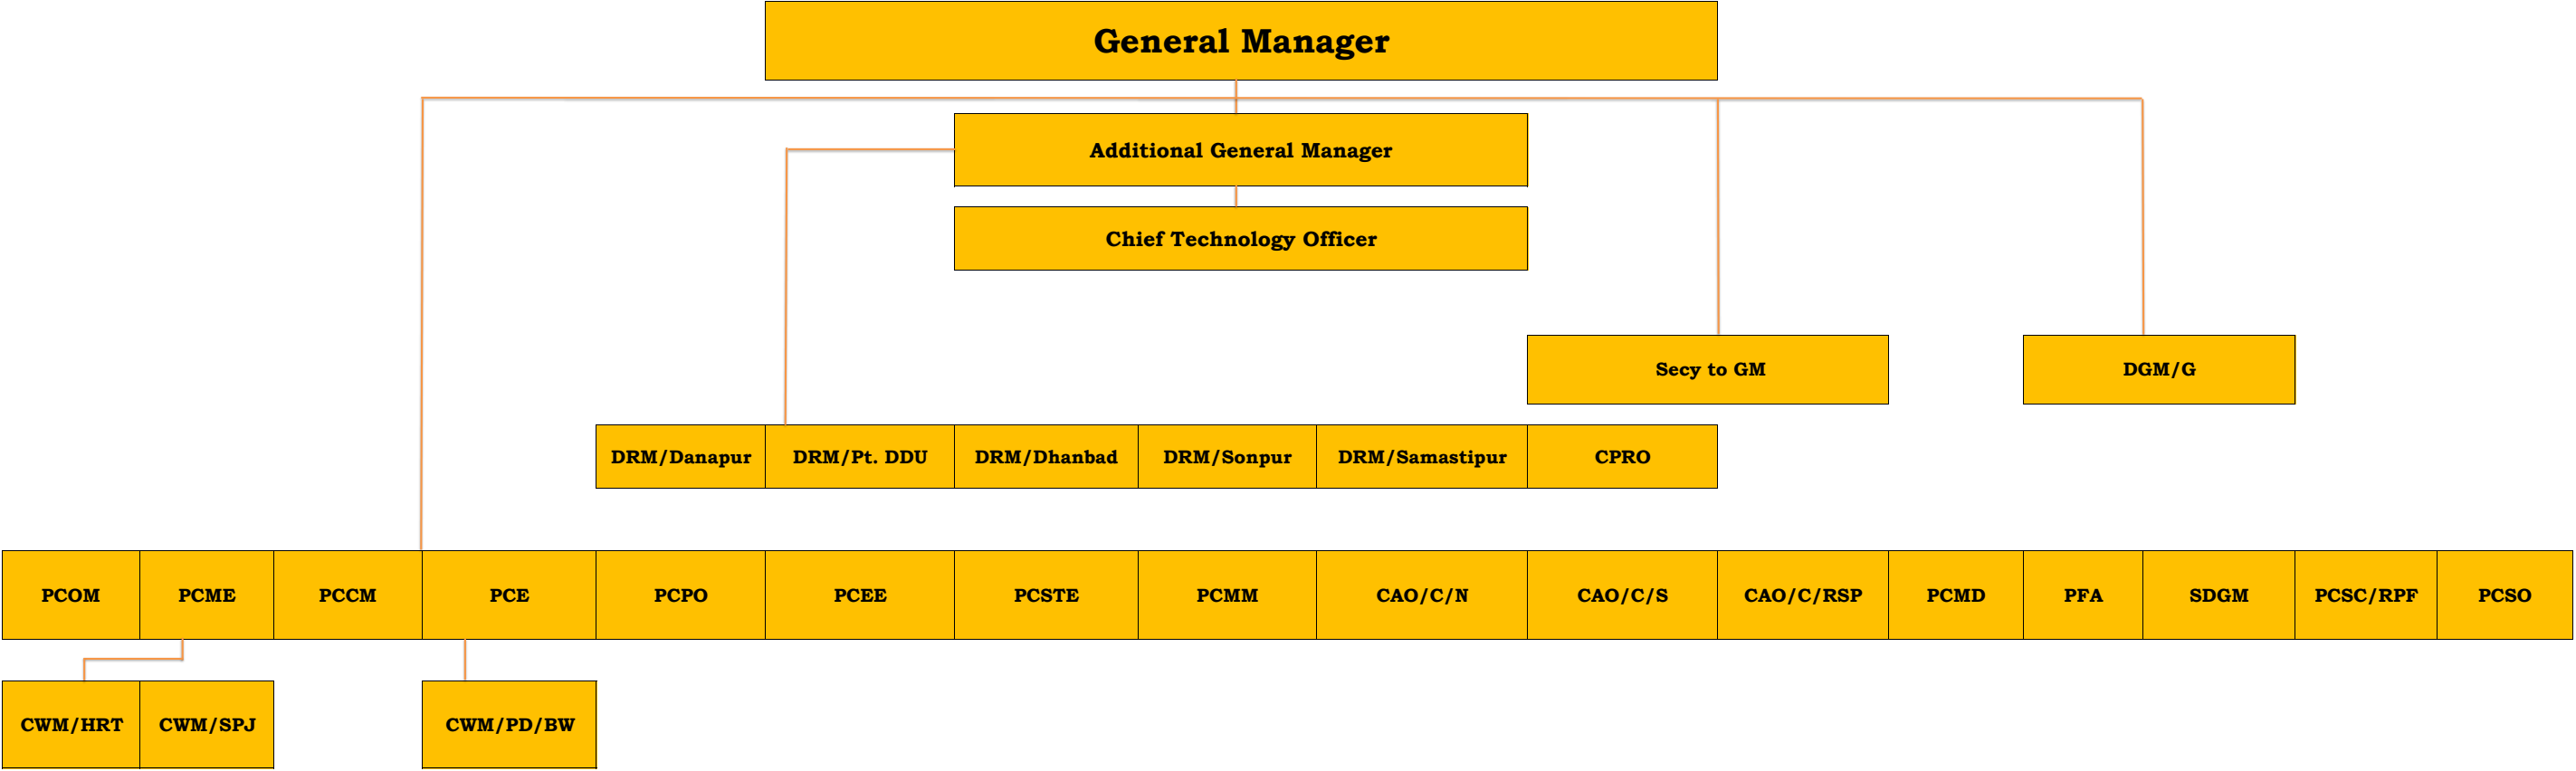 General Manager
Additional General Manager
Chief Technology Officer
Secy to GM
DGM/G
DRM/Danapur
DRM/Pt. DDU
DRM/Dhanbad
DRM/Sonpur
DRM/Samastipur
CPRO
PCOM
PCME
PCCM
PCE
PCPO
PCEE
PCSTE
PCMM
CAO/C/N
CAO/C/S
CAO/C/RSP
PCMD
PFA
SDGM
PCSC/RPF
PCSO
CWM/HRT
CWM/SPJ
CWM/PD/BW